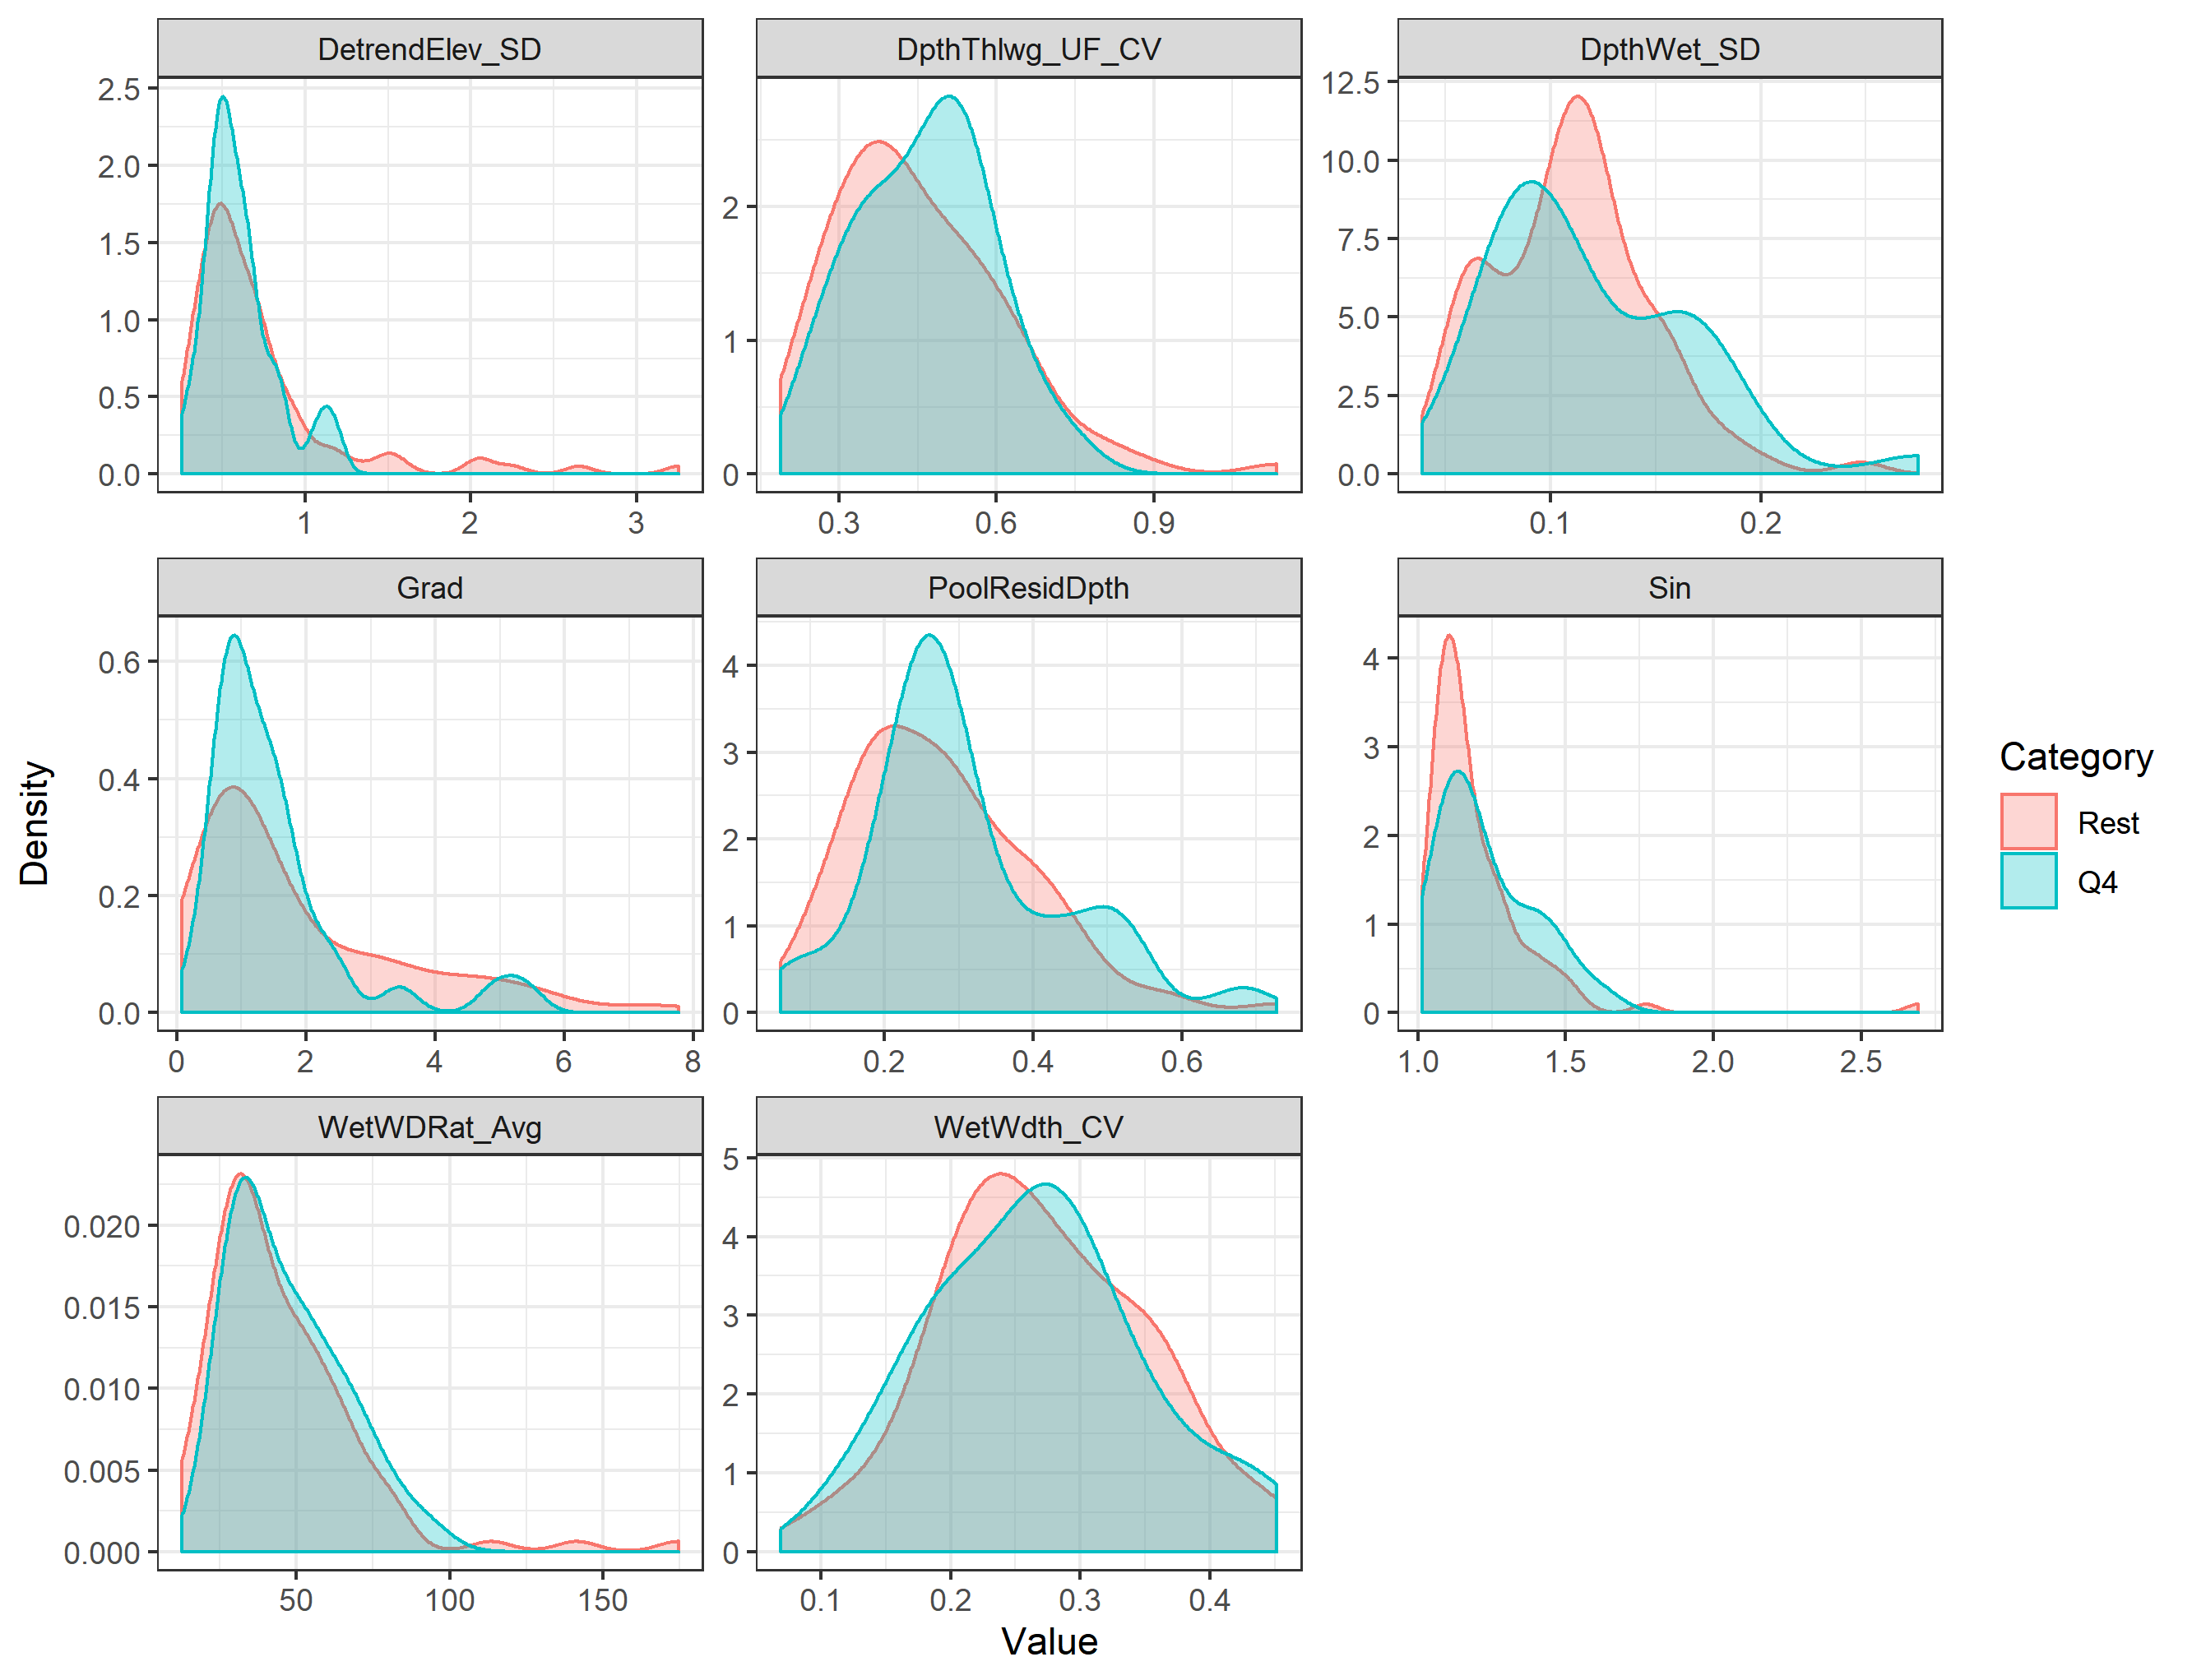 DetrendElev_SD
DpthThlwg_UF_CV
DpthWet_SD
2.5
2.0
1.5
1.0
0.5
0.0
1 2 3
2
1
0
0.3 0.6 0.9
12.5
10.0
7.5
5.0
2.5
0.0
0.1 0.2
Grad
PoolResidDpth
Sin
0.6
0.4
0.2
0.0
0 2 4 6 8
4
3
2
1
0
0.2 0.4 0.6
4
3
2
1
0
1.0 1.5 2.0 2.5
WetWDRat_Avg
WetWdth_CV
0.020
0.015
0.010
0.005
0.000
50 100 150
5
4
3
2
1
0
0.1 0.2 0.3 0.4
Density
Value
Category
Rest
Q4